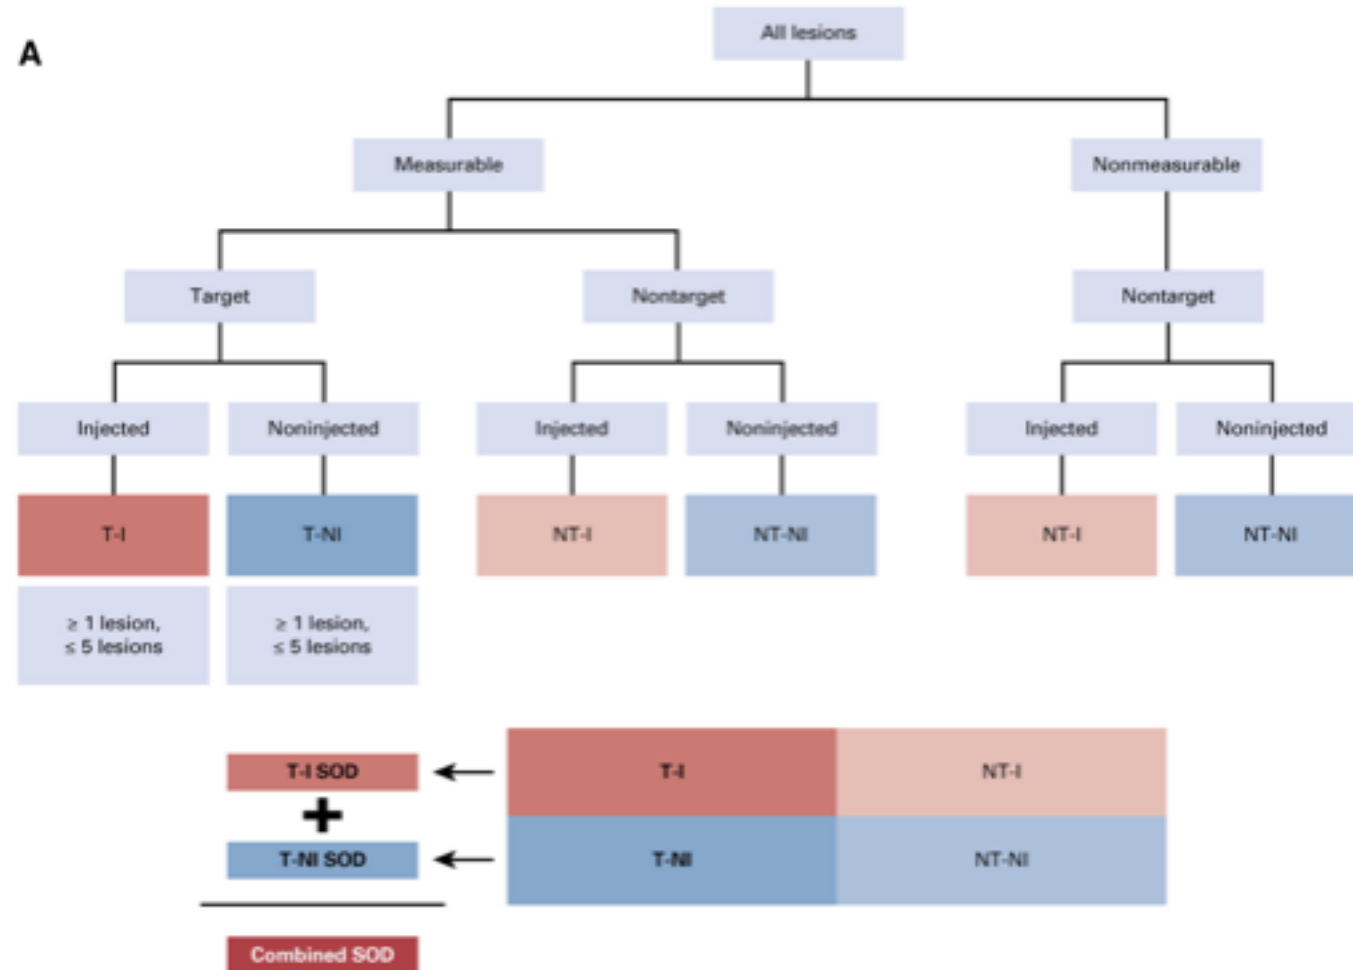 A
All lesions
Measurable
Nonmeasurable
Target
Nontarget
Nontarget
Injected
Noninjected
Injected
Noninjected
Injected
Noninjected
T-I
T-NI
NT-I
NT-NI
NT-I
NT-NI
≥ 1 lesion,
≤ 5 lesions
≥ 1 lesion,
≤ 5 lesions
T-I SOD
T-I
NT-I
+
T-NI SOD
T-NI
NT-NI
Combined SOD